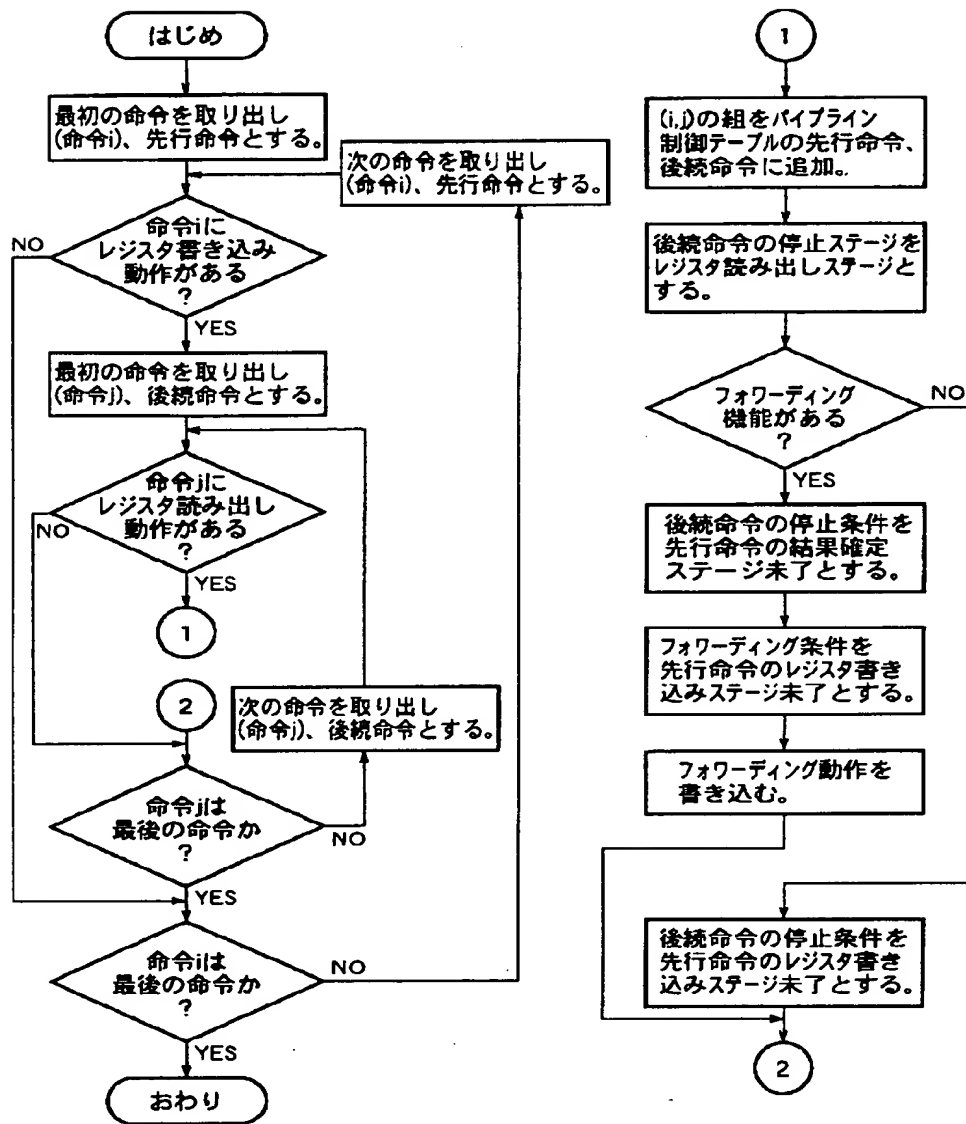 はじめ
最初の命令を取り出し
(命令i)、先行命令とする。
次の命令を取り出し
(命令i)、先行命令とする。
命令iに
レジスタ書き込み
動作がある
?
NO
YES
最初の命令を取り出し
(命令j)、後続命令とする。
命令jに
レジスタ読み出し
動作がある
?
NO
YES
1
2
次の命令を取り出し
(命令j)、後続命令とする。
命令jは
最後の命令か
?
NO
YES
命令iは
最後の命令か
?
NO
YES
おわり
1
(i,j)の組をパイプライン
制御テーブルの先行命令、
後続命令に追加。
後続命令の停止ステージを
レジスタ読み出しステージと
する。
フォワーディング
機能がある
?
NO
YES
後続命令の停止条件を
先行命令の結果確定
ステージ未了とする。
フォワーディング条件を
先行命令のレジスタ書き
込みステージ未了とする。
フォワーディング動作を
書き込む。
後続命令の停止条件を
先行命令のレジスタ書き
込みステージ未了とする。
2